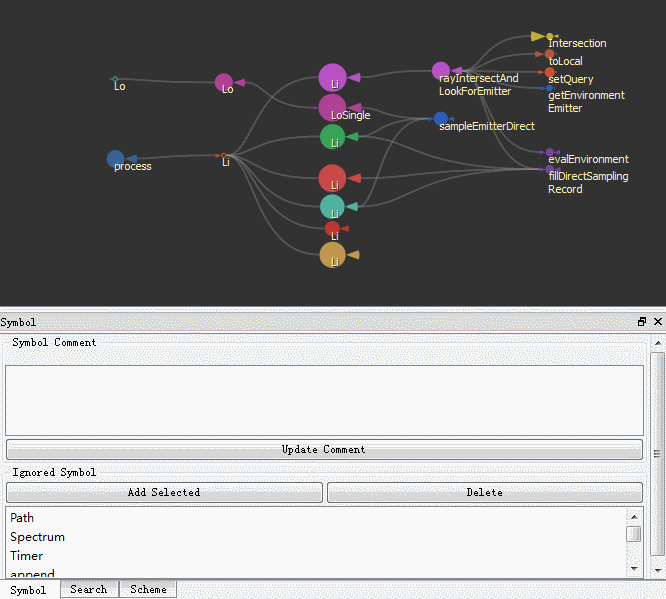 Intersection
toLocal
setQuery
getEnvironment
Emitter
evalEnvironment
fillDirectSampling
Record
rayIntersectAnd
LookForEmitter
sampleEmitterDirect
Li
LoSingle
Li
Li
Li
Li
Li
Lo
Li
Lo
process
Symbol
Symbol Comment
Update Comment
Ignored Symbol
Add Selected
Delete
Path
Spectrum
Timer
append
Symbol
Search
Scheme